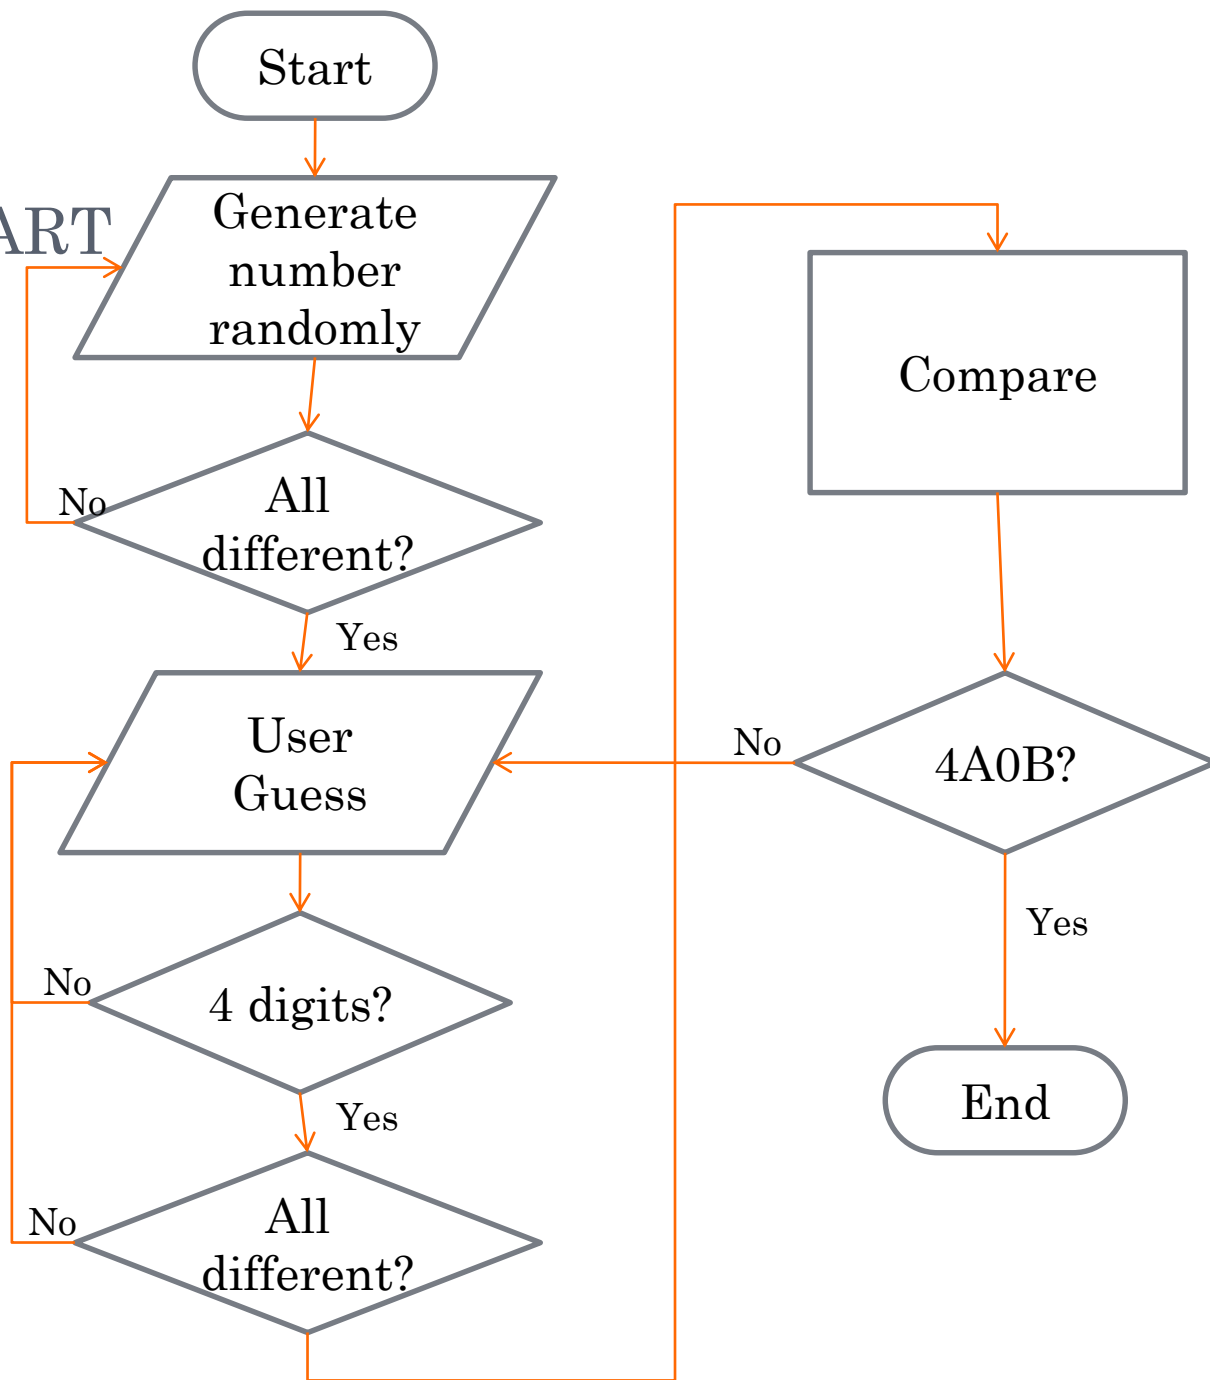 Start
ART
Generate
number
randomly
No
All
different?
Yes
User
Guess
No
4 digits?
Yes
No
All
different?
Compare
No
4A0B?
Yes
End